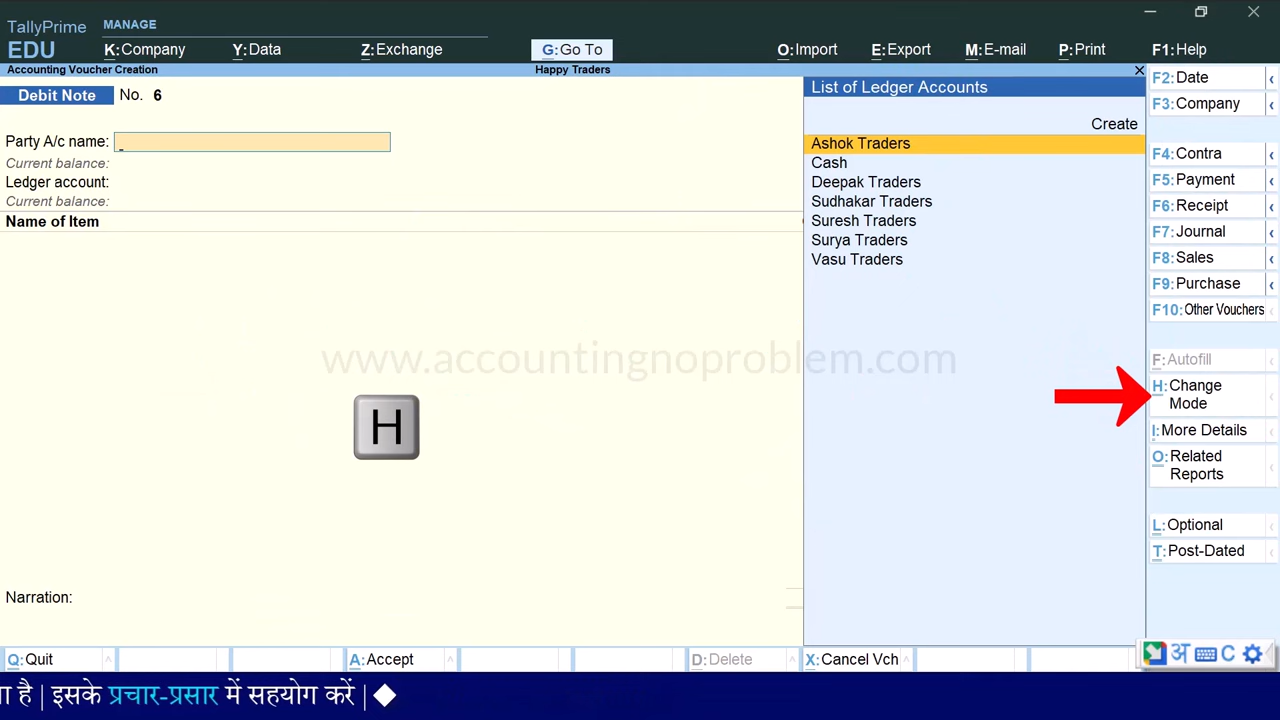 TallyPrime
EDU
MANAGE
K:Company Y:Data Z:Exchange G:Go To O:Import E:Export M:E-mail P:Print F1:Help
Accounting Voucher Creation Happy Traders
Debit Note No. 6
Party A/c name:
Current balance:
Ledger account:
Current balance:
Name of Item
Narration:
List of Ledger Accounts
Create
Ashok Traders
Cash
Deepak Traders
Sudhakar Traders
Suresh Traders
Surya Traders
Vasu Traders
F2:Date
F3:Company
F4:Contra
F5:Payment
F6:Receipt
F7:Journal
F8:Sales
F9:Purchase
F10:Other Vouchers
F:Autofill
H:Change
Mode
I:More Details
O:Related
Reports
L:Optional
T:Post-Dated
www.accountingnoproblem.com
H
Q:Quit A:Accept D:Delete X:Cancel Vch
अ C
ता है | इसके प्रचार-प्रसार में सहयोग करें |